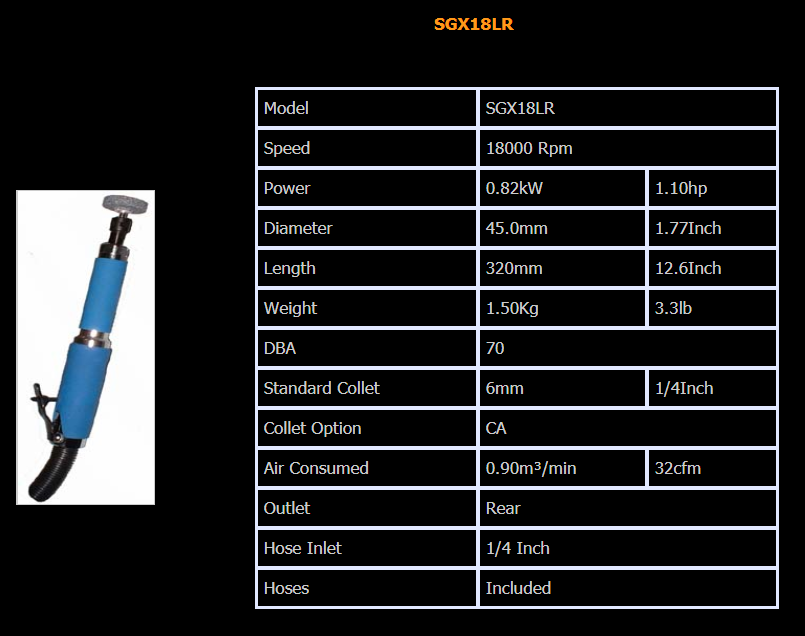 SGX18LR
Model SGX18LR
Speed 18000 Rpm
Power 0.82kW 1.10hp
Diameter 45.0mm 1.77Inch
Length 320mm 12.6Inch
Weight 1.50Kg 3.3lb
DBA 70
Standard Collet 6mm 1/4Inch
Collet Option CA
Air Consumed 0.90m³/min 32cfm
Outlet Rear
Hose Inlet 1/4 Inch
Hoses Included